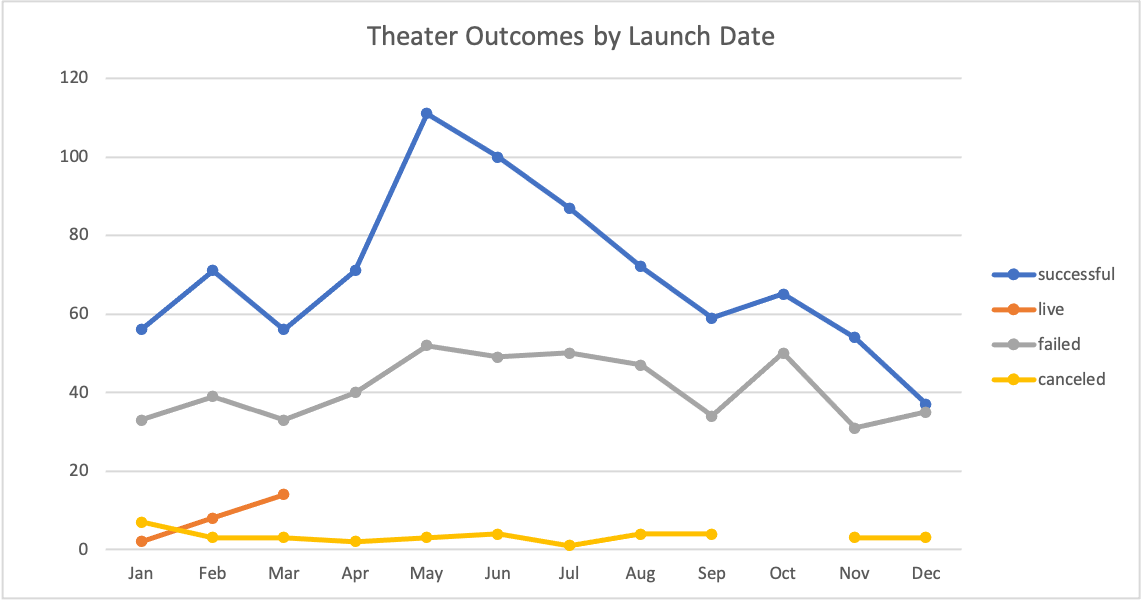 Theater Outcomes by Launch Date
120
100
80
60
40
20
0
Jan Feb Mar Apr May Jun Jul Aug Sep Oct Nov Dec
successful
live
failed
canceled